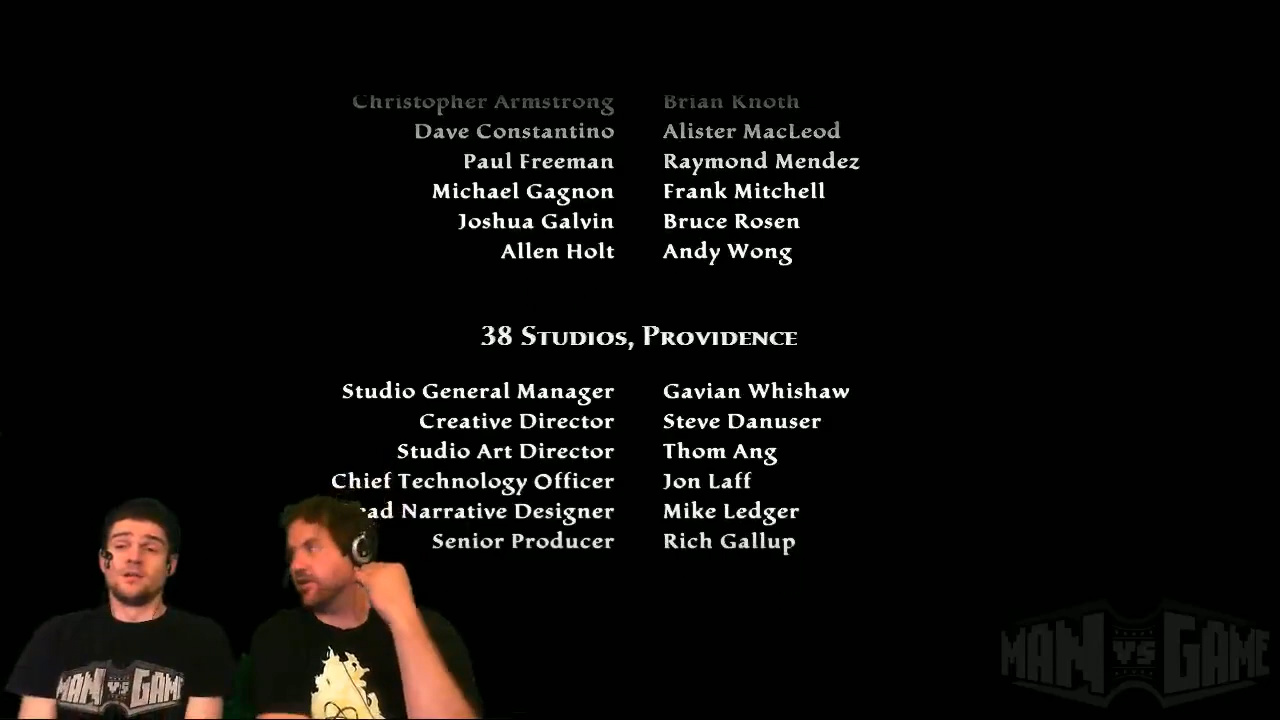 Christopher Armstrong Brian Knoth
Dave Constantino Alister MacLeod
Paul Freeman Raymond Mendez
Michael Gagnon Frank Mitchell
Joshua Galvin Bruce Rosen
Allen Holt Andy Wong
38 Studios, Providence
Studio General Manager Gavian Whishaw
Creative Director Steve Danuser
Studio Art Director Thom Ang
Chief Technology Officer Jon Laff
Narrative Designer Mike Ledger
Senior Producer Rich Gallup
MAN VS GAME
MAN VS GAME